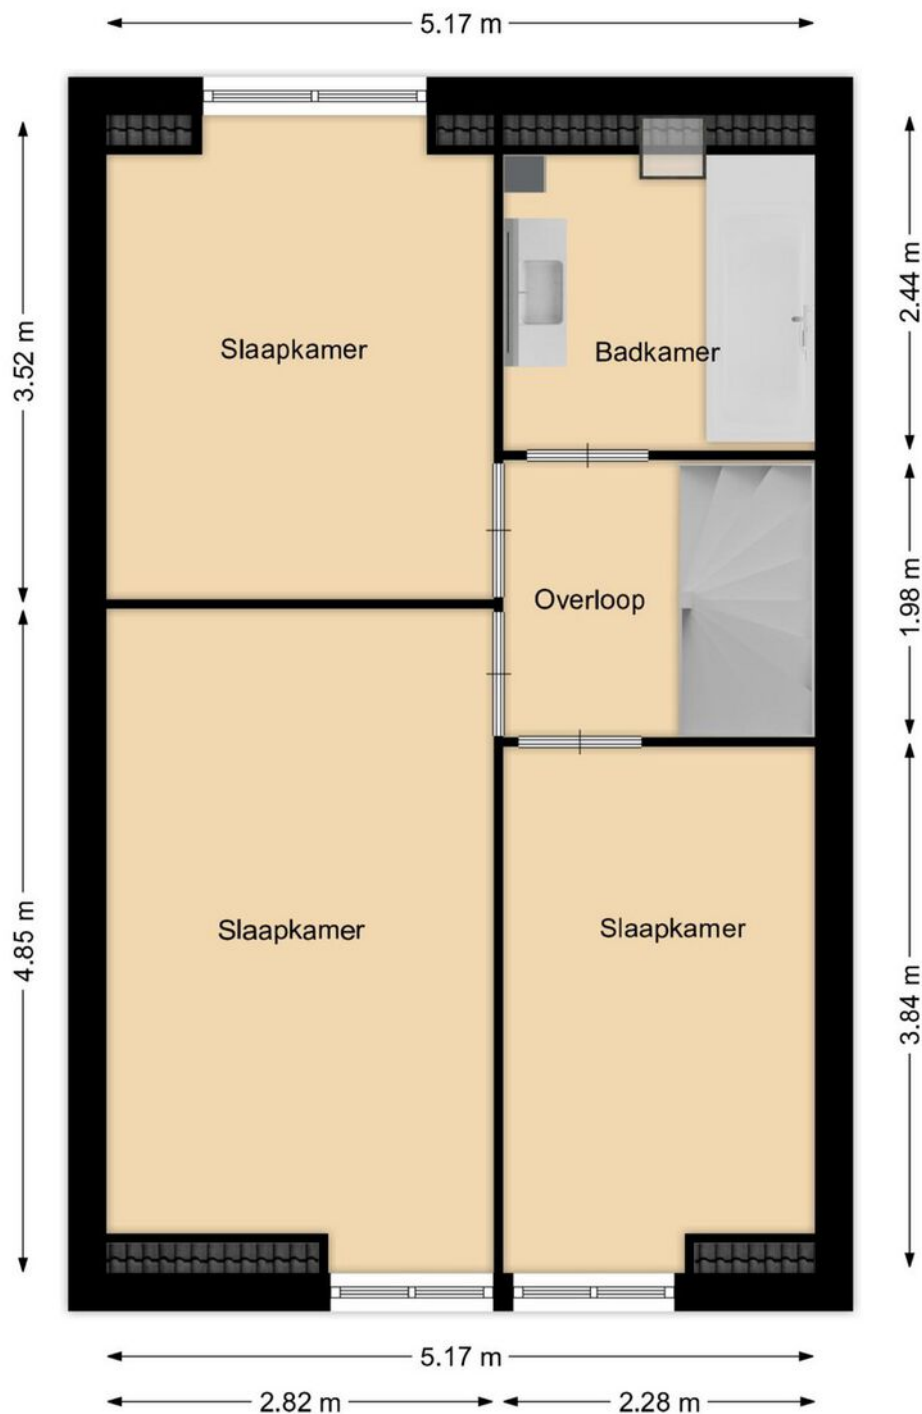 5.17 m
3.52 m
2.44 m
Slaapkamer
Badkamer
Overloop
1.98 m
4.85 m
Slaapkamer
Slaapkamer
3.84 m
5.17 m
2.82 m
2.28 m